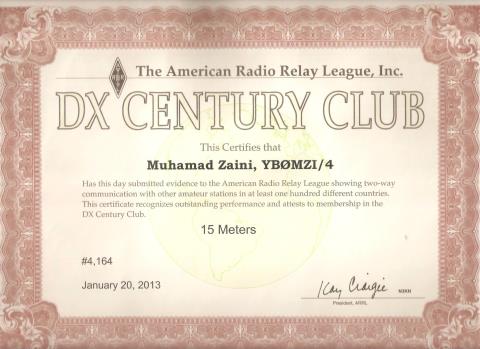 The American Radio Relay League, Inc.
DX CENTURY CLUB
This Certifies that
Muhamad Zaini, YBØMZI/4
Has this day submitted evidence to the American Radio Relay League showing two-way
communication with other amateur stations in at least one hundred different countries.
This certificate recognizes outstanding performance and attests to membership in the
DX Century Club.
15 Meters
#4,164
January 20, 2013
Kay Craigie N3KN
President, ARRL